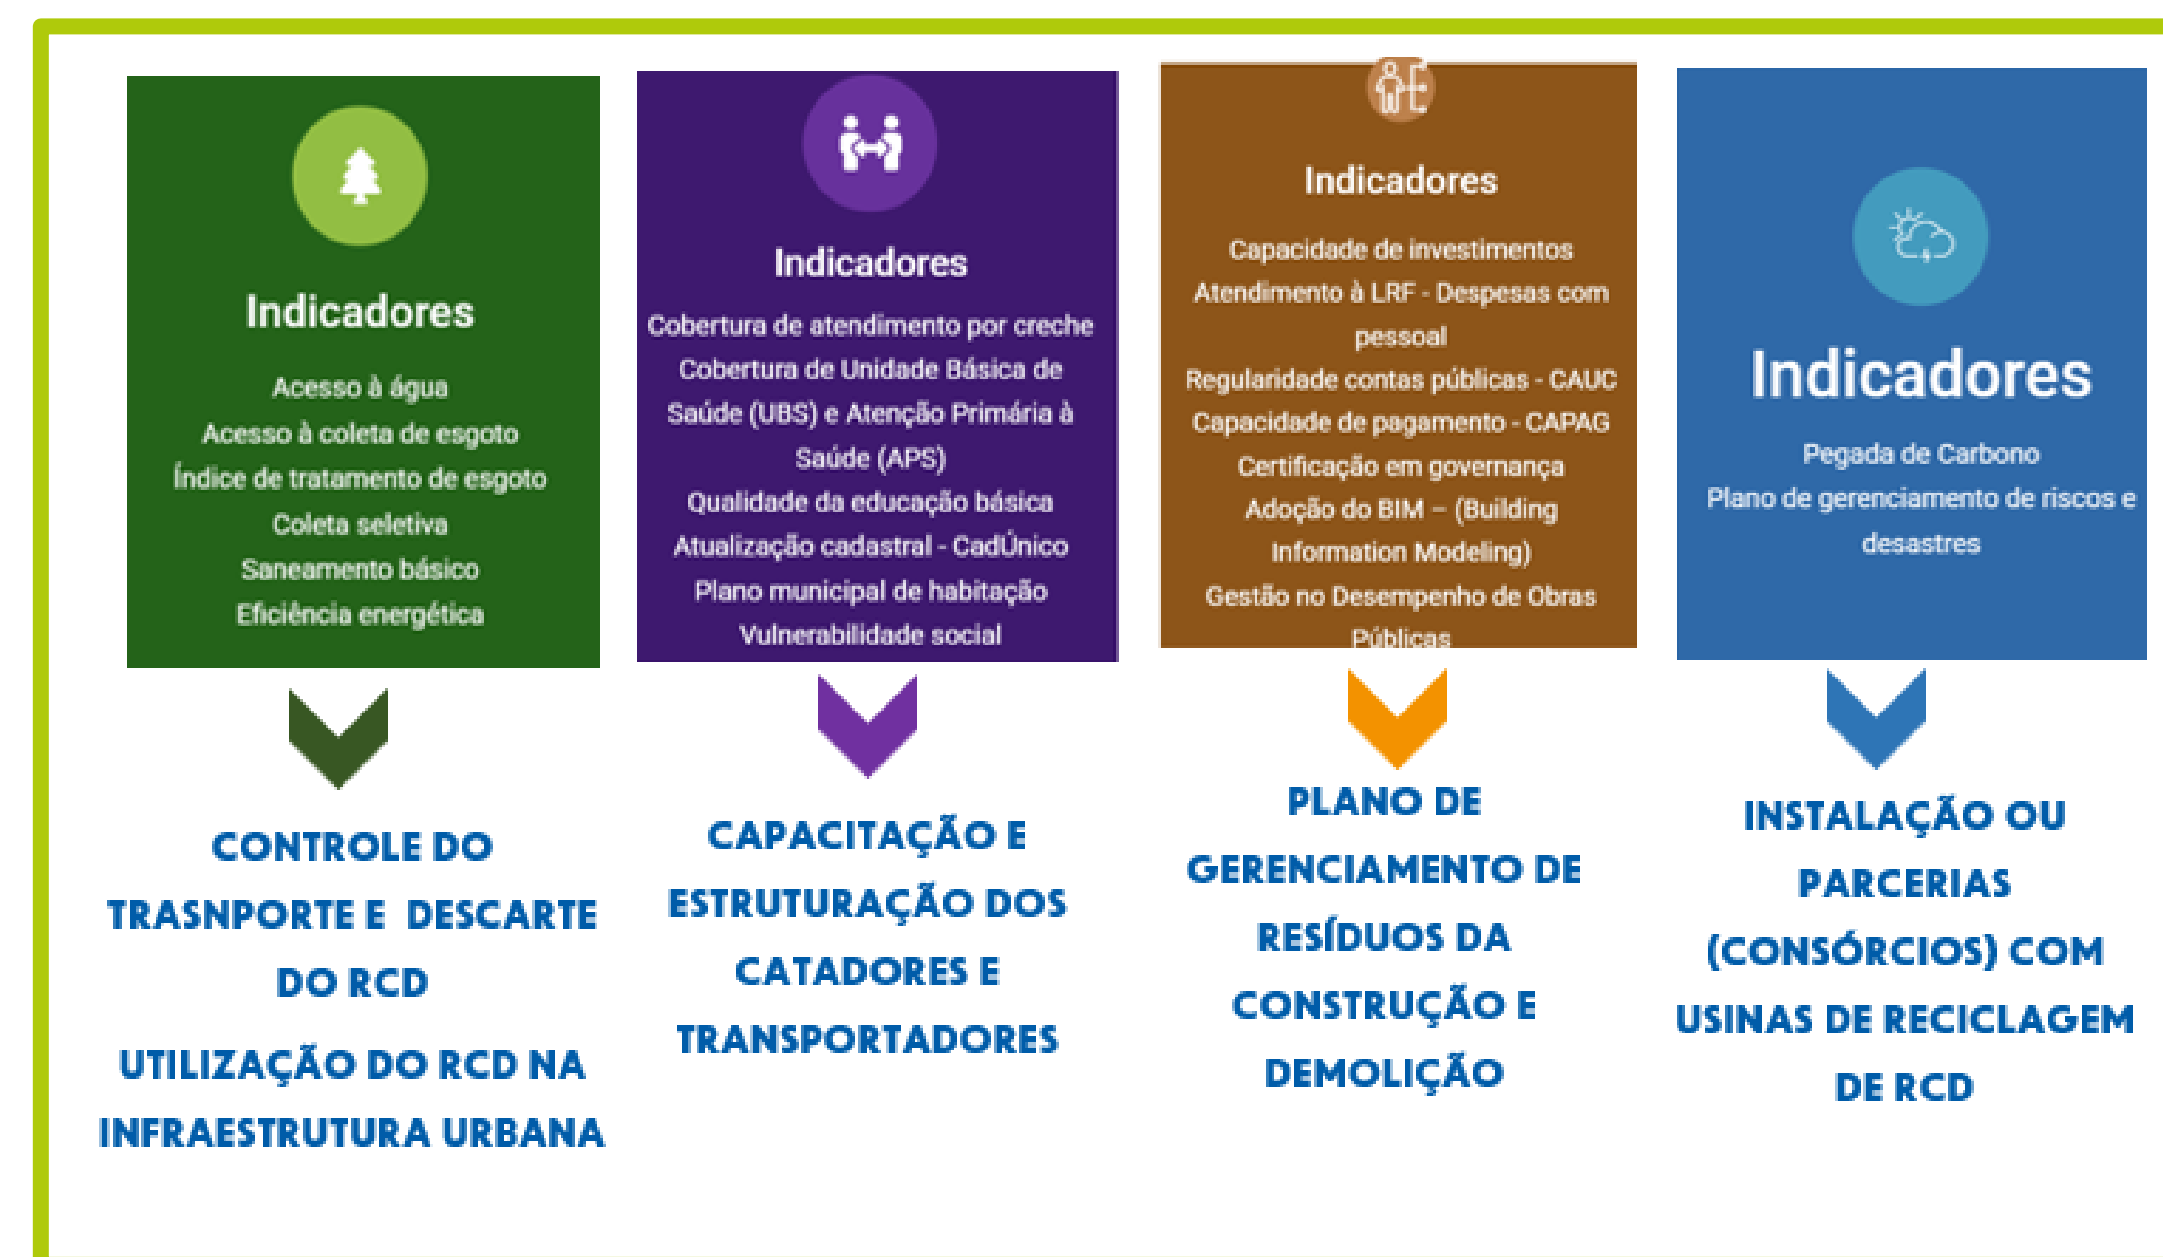 Indicadores
Acesso à água
Acesso à coleta de esgoto
Índice de tratamento de esgoto
Coleta seletiva
Saneamento básico
Eficiência energética
CONTROLE DO
TRASNPORTE E DESCARTE
DO RCD
UTILIZAÇÃO DO RCD NA
INFRAESTRUTURA URBANA
Indicadores
Cobertura de atendimento por creche
Cobertura de Unidade Básica de
Saúde (UBS) e Atenção Primária à
Saúde (APS)
Qualidade da educação básica
Atualização cadastral - CadÚnico
Plano municipal de habitação
Vulnerabilidade social
CAPACITAÇÃO E
ESTRUTURAÇÃO DOS
CATADORES E
TRANSPORTADORES
Indicadores
Capacidade de investimentos
Atendimento à LRF - Despesas com
pessoal
Regularidade contas públicas - CAUC
Capacidade de pagamento - CAPAG
Certificação em governança
Adoção do BIM – (Building
Information Modeling)
Gestão no Desempenho de Obras
Públicas
PLANO DE
GERENCIAMENTO DE
RESÍDUOS DA
CONSTRUÇÃO E
DEMOLIÇÃO
Indicadores
Pegada de Carbono
Plano de gerenciamento de riscos e
desastres
INSTALAÇÃO OU
PARCERIAS
(CONSÓRCIOS) COM
USINAS DE RECICLAGEM
DE RCD